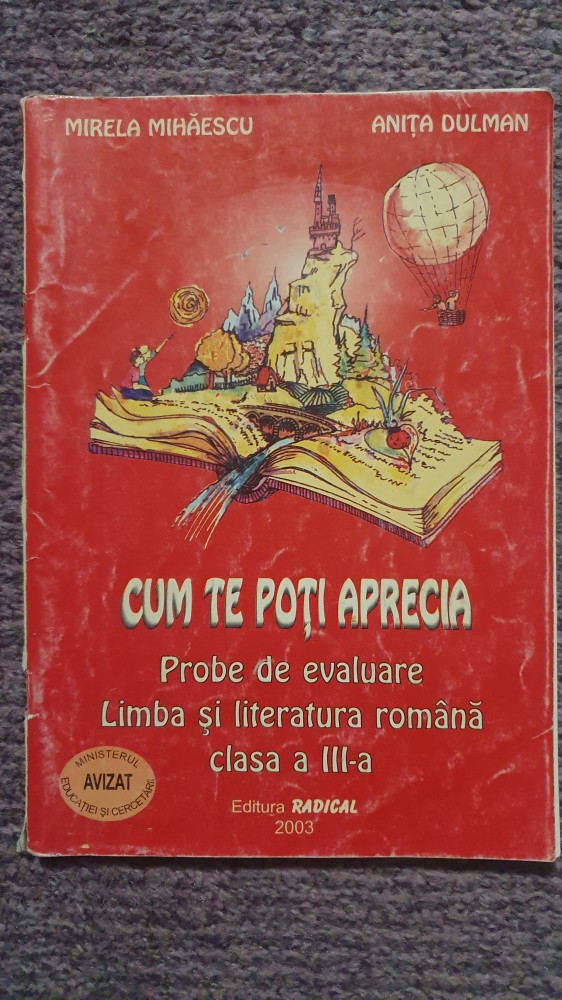 MIRELA MIHĂESCU
ANIȚA DULMAN
CUM TE POȚI APRECIA
Probe de evaluare
Limba și literatura română
clasa a III-a
MINISTERUL
AVIZAT
EDUCAȚIEI ȘI CERCETĂRII
Editura RADICAL
2003